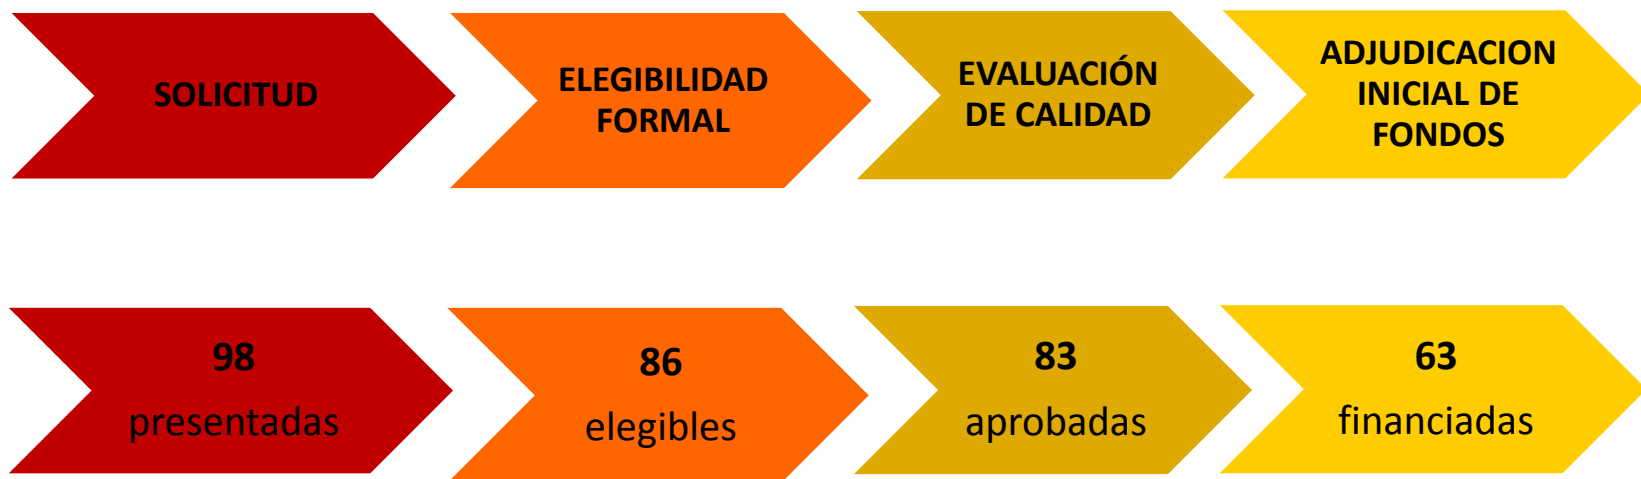 SOLICITUD
ELEGIBILIDAD
FORMAL
EVALUACIÓN
DE CALIDAD
ADJUDICACION
INICIAL DE
FONDOS
98
presentadas
86
elegibles
83
aprobadas
63
financiadas